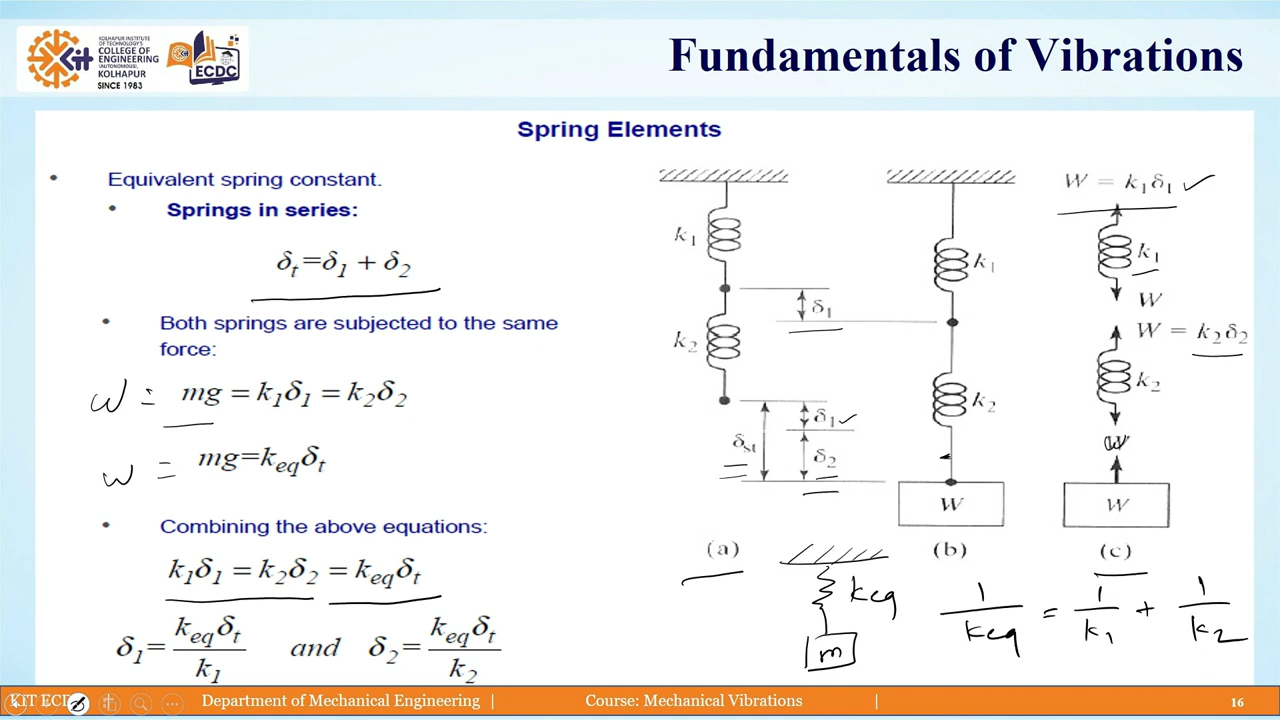 KOLHAPUR INSTITUTE
OF TECHNOLOGY'S
COLLEGE OF
ENGINEERING
(AUTONOMOUS)
KOLHAPUR
SINCE 1983
Kit
ECDC
Fundamentals of Vibrations
Spring Elements
• Equivalent spring constant.
• Springs in series:
δt=δ1 + δ2
• Both springs are subjected to the same
force:
W = mg = k1δ1 = k2δ2
W = mg=keqδt
• Combining the above equations:
k1δ1 = k2δ2 = keqδt
δ1= keqδt / k1 and δ2= keqδt / k2
k1
k2
δ1
δst
δ1 ✓
δ2
(a)
k1
k2
W
(b)
W = k1δ1 ✓
k1
W
W = k2δ2
k2
W
W
(c)
keq
m
1/keq = 1/k1 + 1/k2
Department of Mechanical Engineering |
Course: Mechanical Vibrations
|
16